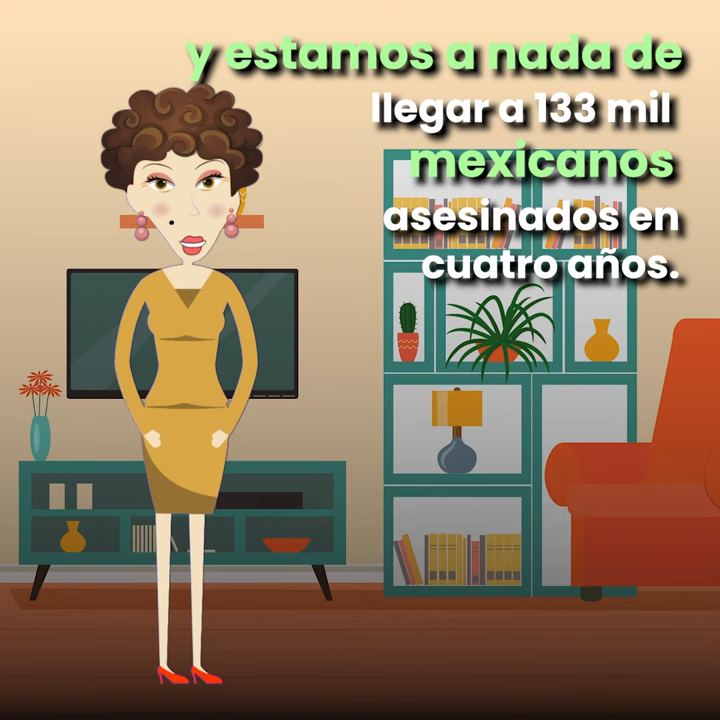 y estamos a nada de
llegar a 133 mil
mexicanos
asesinados en
cuatro años.